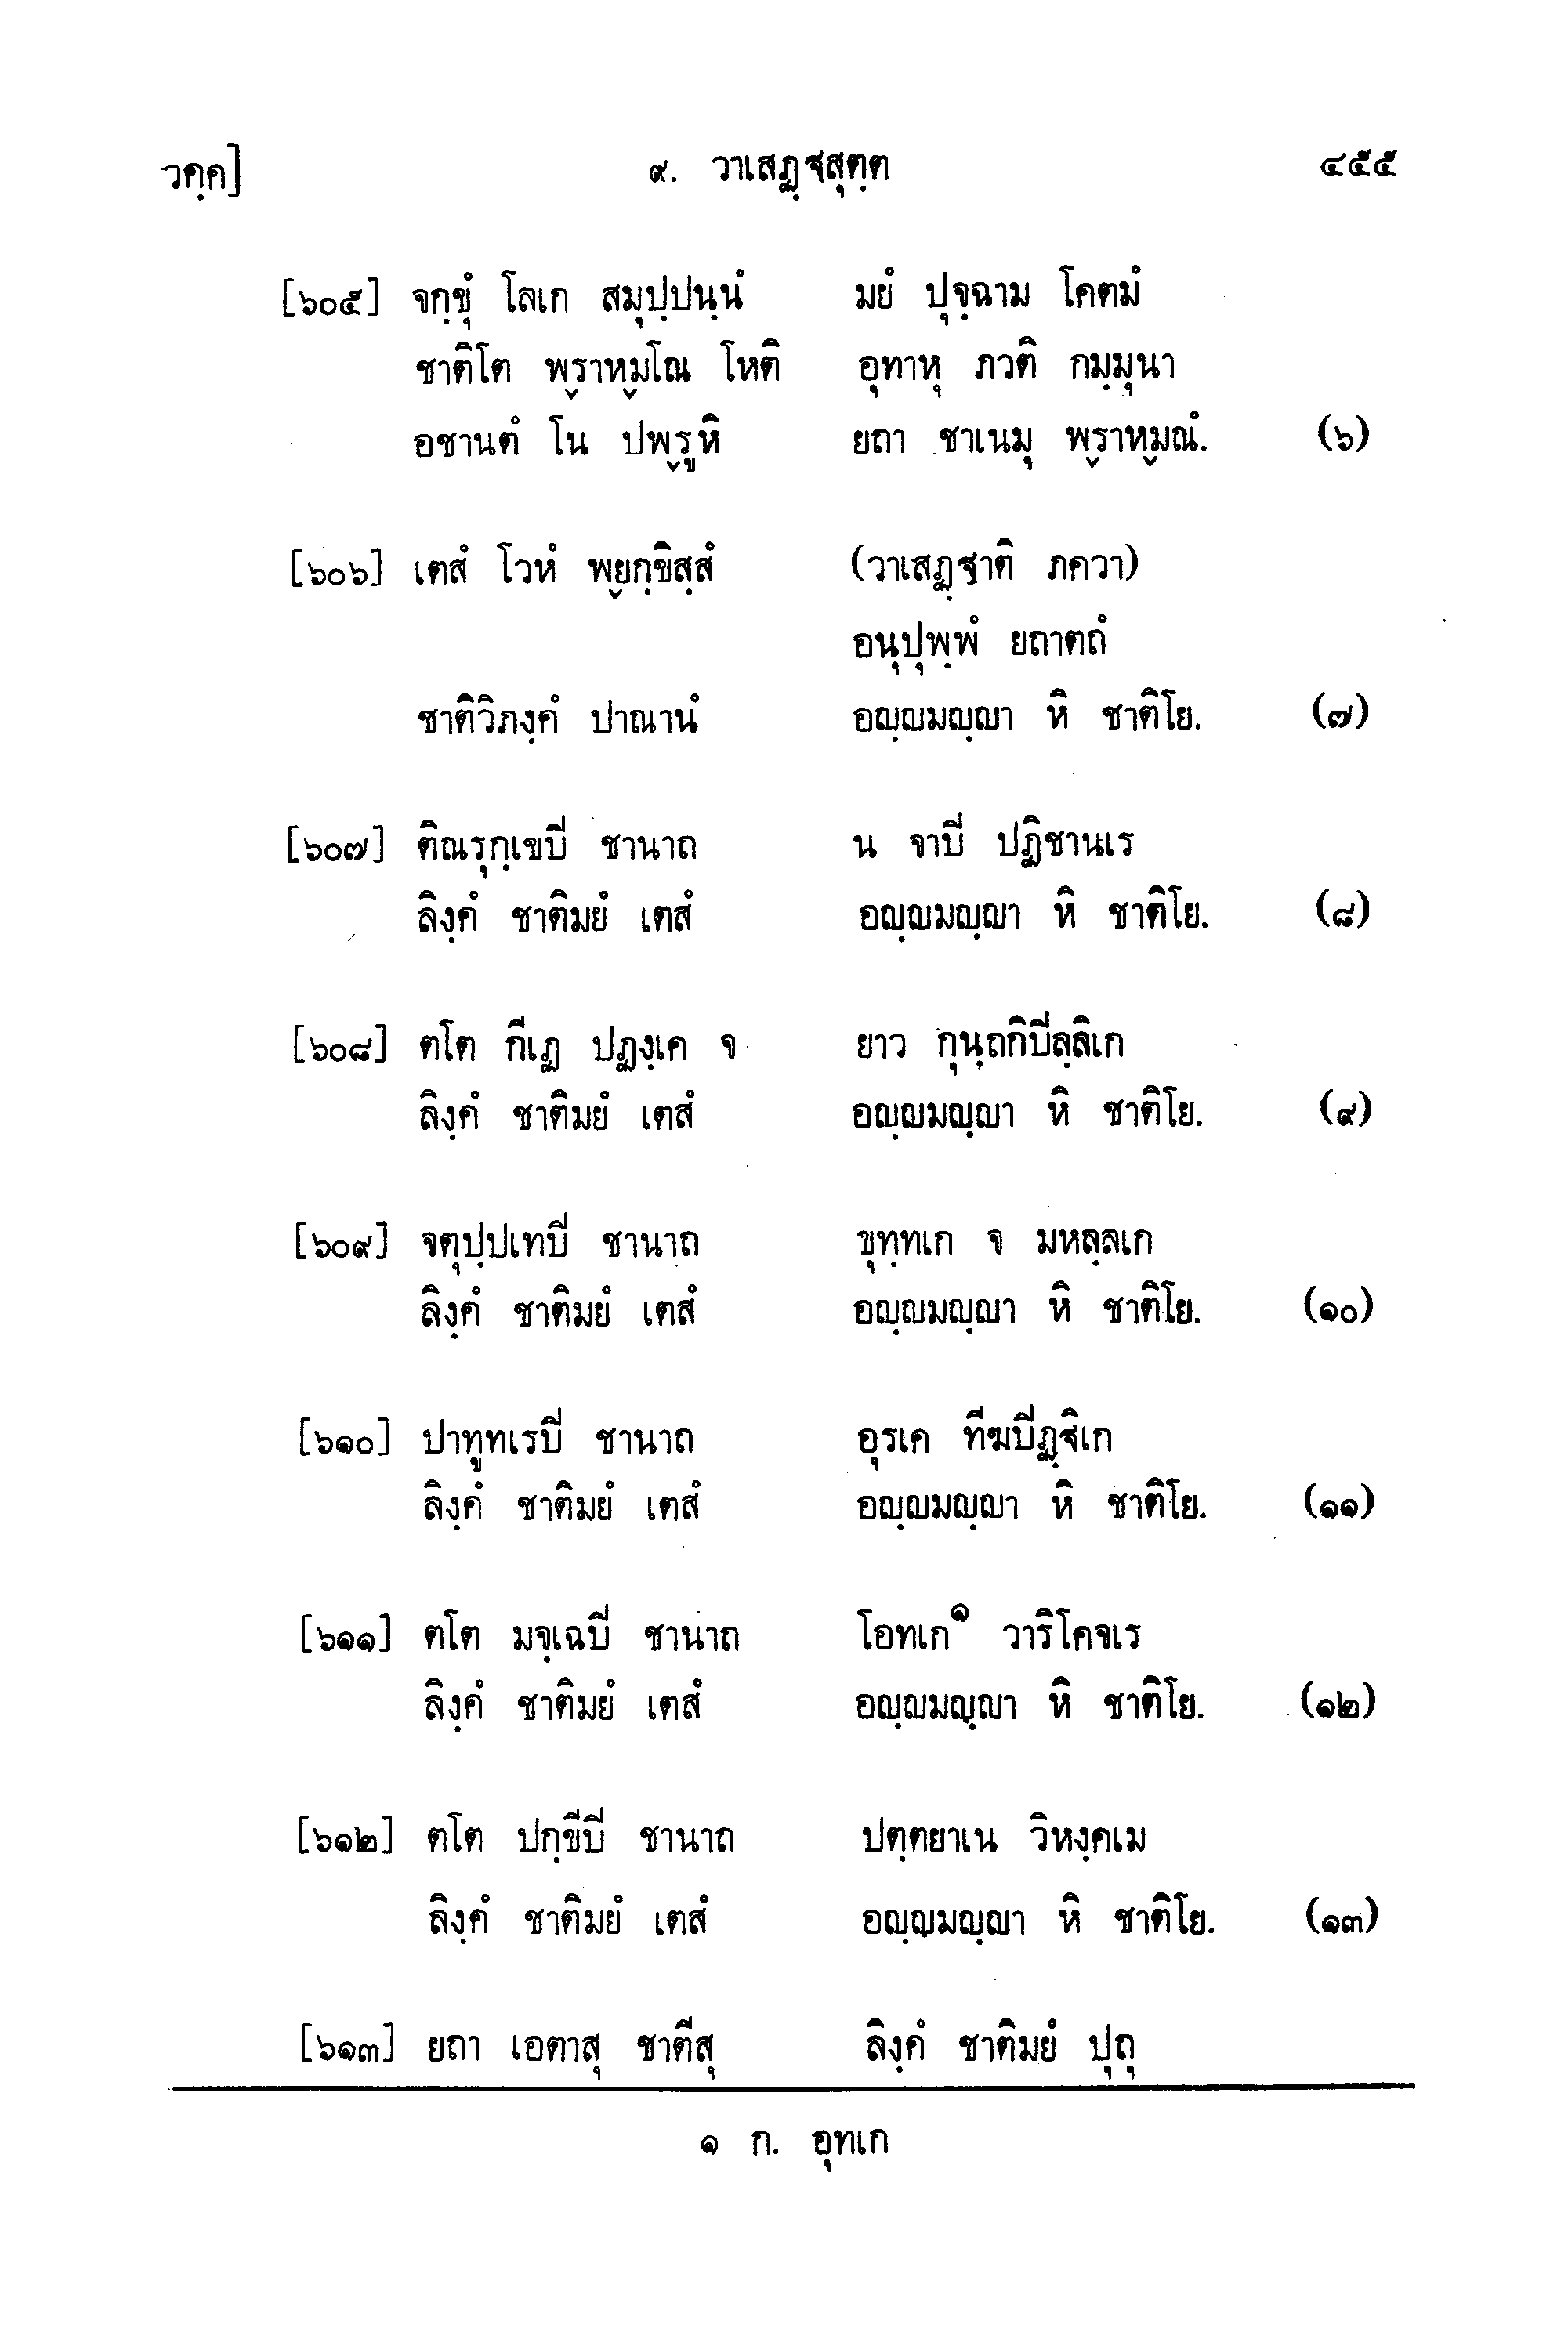 วคฺค] ๙. วาเสฏฺฐสุตฺต ๔๕๕
[๖๐๕] จกฺขุํ โลเก สมุปฺปนฺนํ มยํ ปุจฺฉาม โคตมํ
ชาติโต พฺ๎ราหฺ๎มโณ โหติ อุทาหุ ภวติ กมฺมุนา
อชานตํ โน ปพฺ๎รูหิ ยถา ชาเนมุ พฺ๎ราหฺ๎มณํ. (๖)
[๖๐๖] เตสํ โวหํ พฺ๎ยกฺขิสฺสํ (วาเสฏฺฐาติ ภควา)
อนุปุพฺพํ ยถาตถํ
ชาติวิภงฺคํ ปาณานํ อญฺญมญฺญา หิ ชาติโย. (๗)
[๖๐๗] ติณรุกฺเขปี ชานาถ น จาปี ปฏิชานเร
ลิงฺคํ ชาติมยํ เตสํ อญฺญมญฺญา หิ ชาติโย. (๘)
[๖๐๘] ตโต กีเฏ ปฏงฺเค จ ยาว กุนฺถกิปีลฺลิเก
ลิงฺคํ ชาติมยํ เตสํ อญฺญมญฺญา หิ ชาติโย. (๙)
[๖๐๙] จตุปฺปเทปี ชานาถ ขุทฺทเก จ มหลฺลเก
ลิงฺคํ ชาติมยํ เตสํ อญฺญมญฺญา หิ ชาติโย. (๑๐)
[๖๑๐] ปาทูทเรปี ชานาถ อุรเค ทีฆปีฏฺฐิเก
ลิงฺคํ ชาติมยํ เตสํ อญฺญมญฺญา หิ ชาติโย. (๑๑)
[๖๑๑] ตโต มจฺเฉปี ชานาถ โอทเก๑ วาริโคจเร
ลิงฺคํ ชาติมยํ เตสํ อญฺญมญฺญา หิ ชาติโย. (๑๒)
[๖๑๒] ตโต ปกฺขีปี ชานาถ ปตฺตยาเน วิหงฺคเม
ลิงฺคํ ชาติมยํ เตสํ อญฺญมญฺญา หิ ชาติโย. (๑๓)
[๖๑๓] ยถา เอตาสุ ชาตีสุ ลิงฺคํ ชาติมยํ ปุถุ
๑ ก. อุทเก